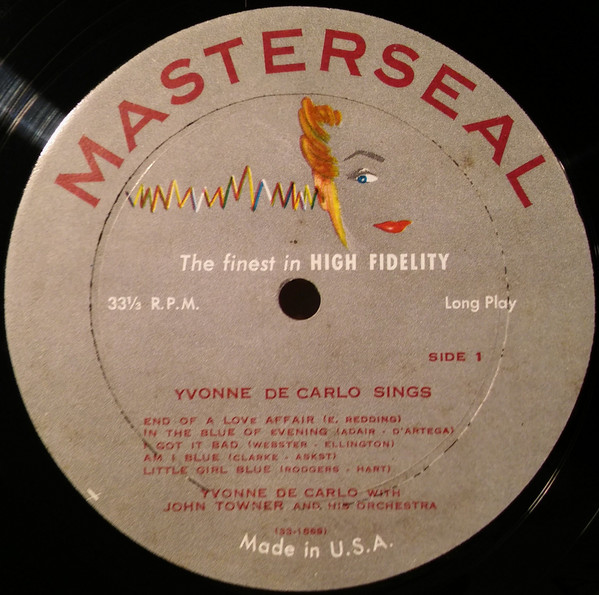 MASTERSEAL
The finest in HIGH FIDELITY
33⅓ R.P.M.
Long Play
SIDE 1
YVONNE DE CARLO SINGS
END OF A LOVE AFFAIR (E. REDDING)
IN THE BLUE OF EVENING (ADAIR - D'ARTEGA)
I GOT IT BAD (WEBSTER - ELLINGTON)
AM I BLUE (CLARKE - ASKST)
LITTLE GIRL BLUE (RODGERS - HART)
YVONNE DE CARLO WITH
JOHN TOWNER AND HIS ORCHESTRA
Made in U.S.A.